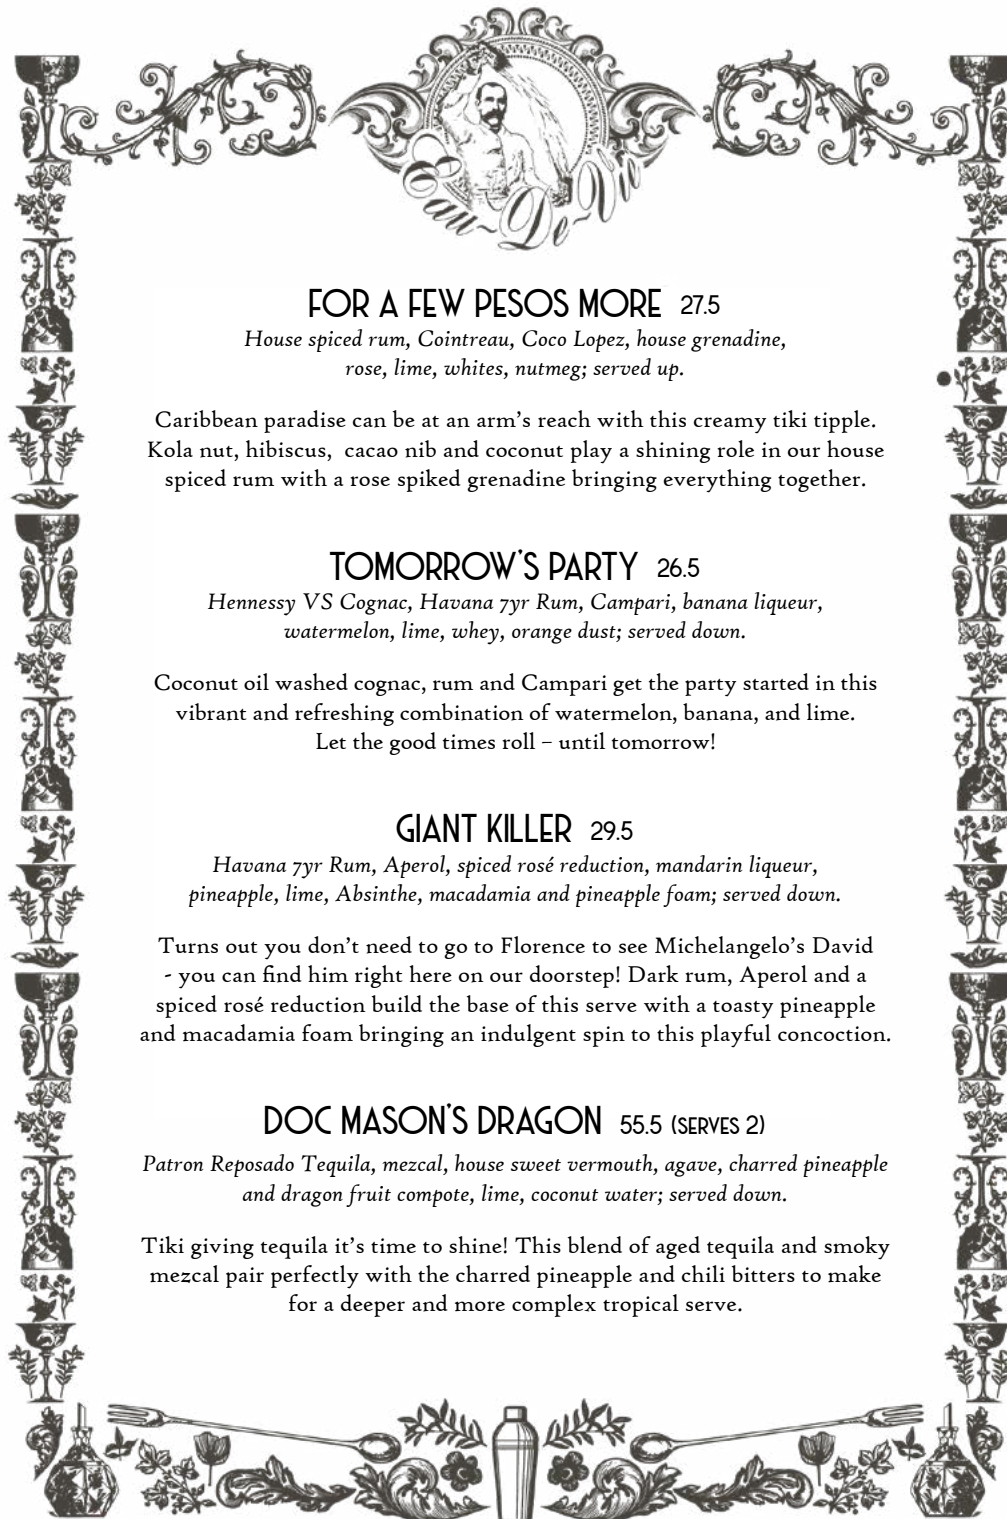 Eau-De-Vie
FOR A FEW PESOS MORE 27.5
House spiced rum, Cointreau, Coco Lopez, house grenadine,
rose, lime, whites, nutmeg; served up.
Caribbean paradise can be at an arm's reach with this creamy tiki tipple.
Kola nut, hibiscus, cacao nib and coconut play a shining role in our house
spiced rum with a rose spiked grenadine bringing everything together.
TOMORROW'S PARTY 26.5
Hennessy VS Cognac, Havana 7yr Rum, Campari, banana liqueur,
watermelon, lime, whey, orange dust; served down.
Coconut oil washed cognac, rum and Campari get the party started in this
vibrant and refreshing combination of watermelon, banana, and lime.
Let the good times roll – until tomorrow!
GIANT KILLER 29.5
Havana 7yr Rum, Aperol, spiced rosé reduction, mandarin liqueur,
pineapple, lime, Absinthe, macadamia and pineapple foam; served down.
Turns out you don't need to go to Florence to see Michelangelo's David
- you can find him right here on our doorstep! Dark rum, Aperol and a
spiced rosé reduction build the base of this serve with a toasty pineapple
and macadamia foam bringing an indulgent spin to this playful concoction.
DOC MASON'S DRAGON 55.5 (SERVES 2)
Patron Reposado Tequila, mezcal, house sweet vermouth, agave, charred pineapple
and dragon fruit compote, lime, coconut water; served down.
Tiki giving tequila it's time to shine! This blend of aged tequila and smoky
mezcal pair perfectly with the charred pineapple and chili bitters to make
for a deeper and more complex tropical serve.